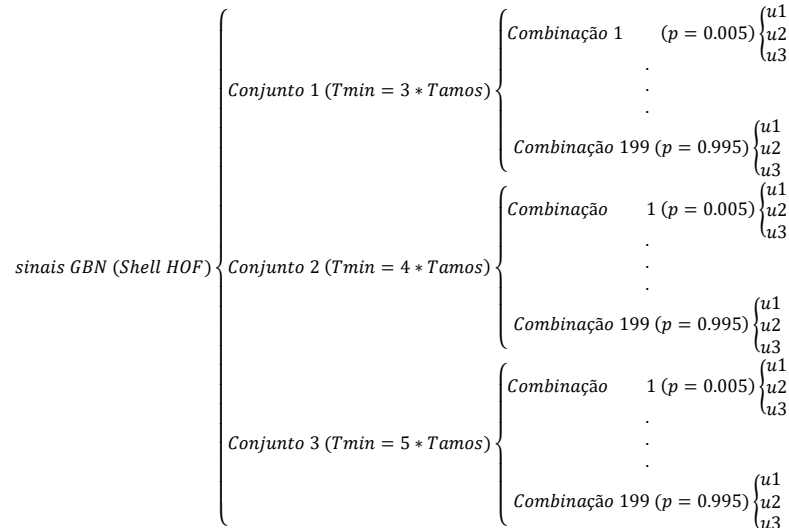 Combinação 1 (p = 0.005) {u1
u2
u3
Conjunto 1 (Tmin = 3 ∗ Tamos)
.
.
.
Combinação 199 (p = 0.995) {u1
u2
u3
Combinação 1 (p = 0.005) {u1
u2
u3
sinais GBN (Shell HOF) { Conjunto 2 (Tmin = 4 ∗ Tamos)
.
.
.
Combinação 199 (p = 0.995) {u1
u2
u3
Combinação 1 (p = 0.005) {u1
u2
u3
Conjunto 3 (Tmin = 5 ∗ Tamos)
.
.
.
Combinação 199 (p = 0.995) {u1
u2
u3